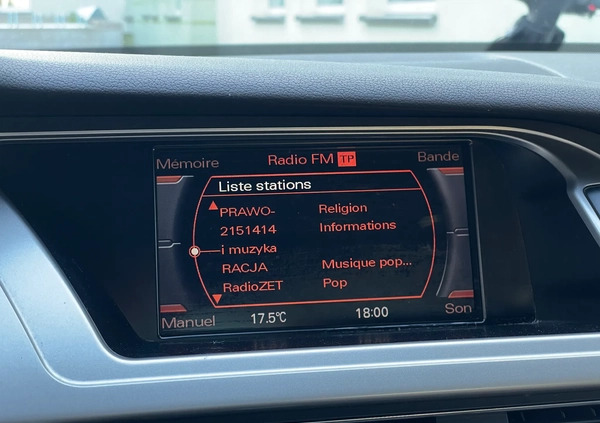 Mémoire Radio FM TP Bande
Liste stations
PRAWO- Religion
2151414 Informations
i muzyka
RACJA Musique pop...
RadioZET Pop
Manuel 17.5°C 18:00 Son